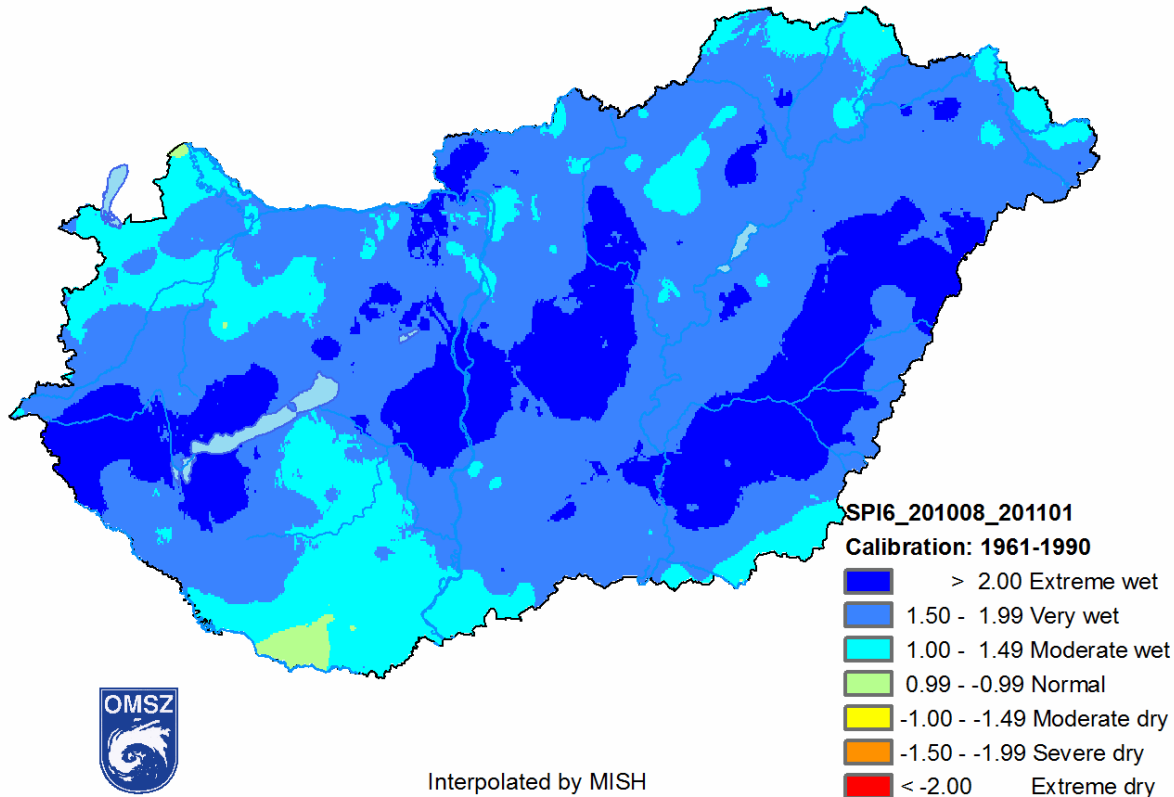 SPI6_201008_201101
Calibration: 1961-1990
> 2.00 Extreme wet
1.50 - 1.99 Very wet
1.00 - 1.49 Moderate wet
0.99 - -0.99 Normal
-1.00 - -1.49 Moderate dry
-1.50 - -1.99 Severe dry
< -2.00 Extreme dry
OMSZ
Interpolated by MISH